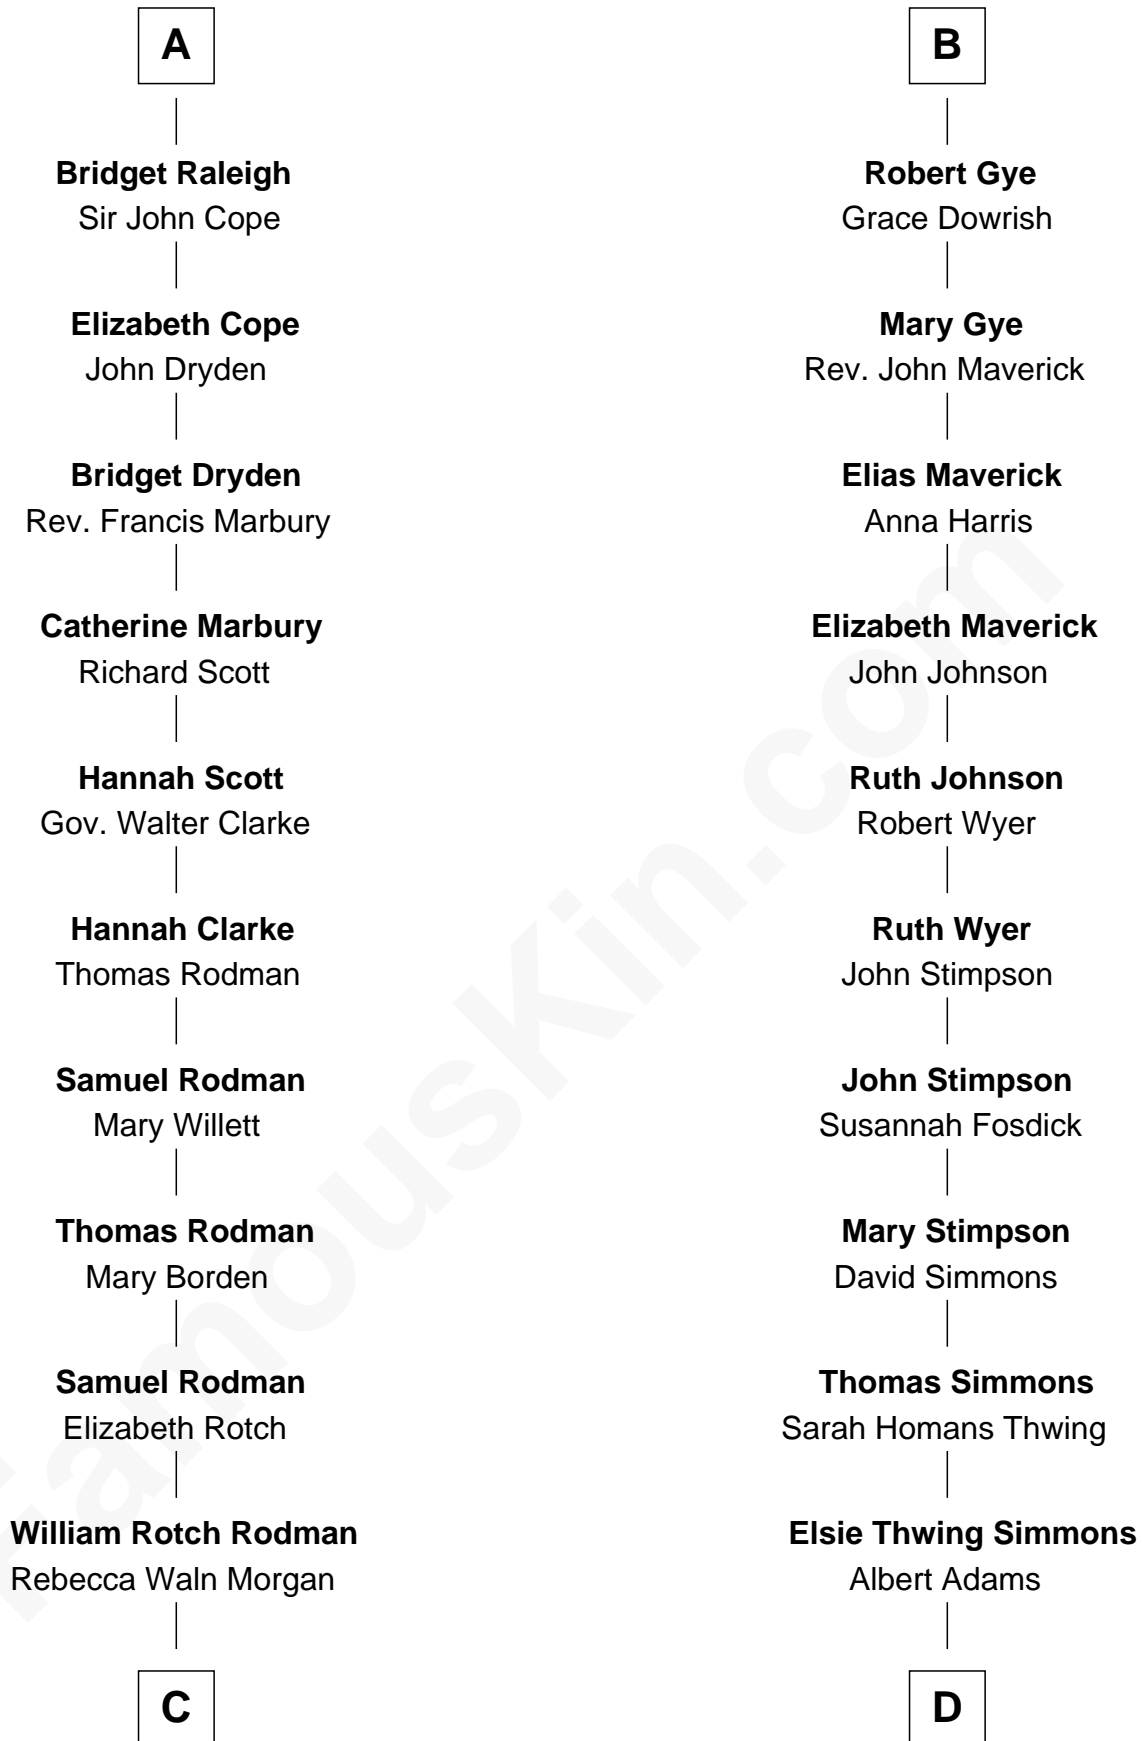 A
Bridget Raleigh
Sir John Cope
Elizabeth Cope
John Dryden
Bridget Dryden
Rev. Francis Marbury
Catherine Marbury
Richard Scott
Hannah Scott
Gov. Walter Clarke
Hannah Clarke
Thomas Rodman
Samuel Rodman
Mary Willett
Thomas Rodman
Mary Borden
Samuel Rodman
Elizabeth Rotch
William Rotch Rodman
Rebecca Waln Morgan
C
B
Robert Gye
Grace Dowrish
Mary Gye
Rev. John Maverick
Elias Maverick
Anna Harris
Elizabeth Maverick
John Johnson
Ruth Johnson
Robert Wyer
Ruth Wyer
John Stimpson
John Stimpson
Susannah Fosdick
Mary Stimpson
David Simmons
Thomas Simmons
Sarah Homans Thwing
Elsie Thwing Simmons
Albert Adams
D
FamousKin.com